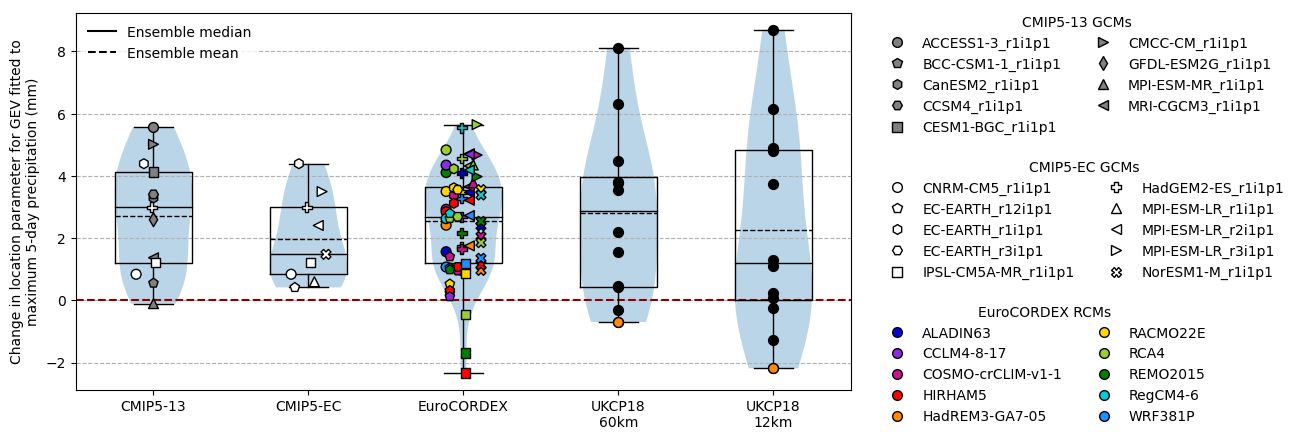 Change in location parameter for GEV fitted to
maximum 5-day precipitation (mm)
8
6
4
2
0
−2
Ensemble median
Ensemble mean
CMIP5-13
CMIP5-EC
EuroCORDEX
UKCP18
60km
UKCP18
12km
CMIP5-13 GCMs
ACCESS1-3_r1i1p1
BCC-CSM1-1_r1i1p1
CanESM2_r1i1p1
CCSM4_r1i1p1
CESM1-BGC_r1i1p1
CMCC-CM_r1i1p1
GFDL-ESM2G_r1i1p1
MPI-ESM-MR_r1i1p1
MRI-CGCM3_r1i1p1
CMIP5-EC GCMs
CNRM-CM5_r1i1p1
EC-EARTH_r12i1p1
EC-EARTH_r1i1p1
EC-EARTH_r3i1p1
IPSL-CM5A-MR_r1i1p1
HadGEM2-ES_r1i1p1
MPI-ESM-LR_r1i1p1
MPI-ESM-LR_r2i1p1
MPI-ESM-LR_r3i1p1
NorESM1-M_r1i1p1
EuroCORDEX RCMs
ALADIN63
CCLM4-8-17
COSMO-crCLIM-v1-1
HIRHAM5
HadREM3-GA7-05
RACMO22E
RCA4
REMO2015
RegCM4-6
WRF381P